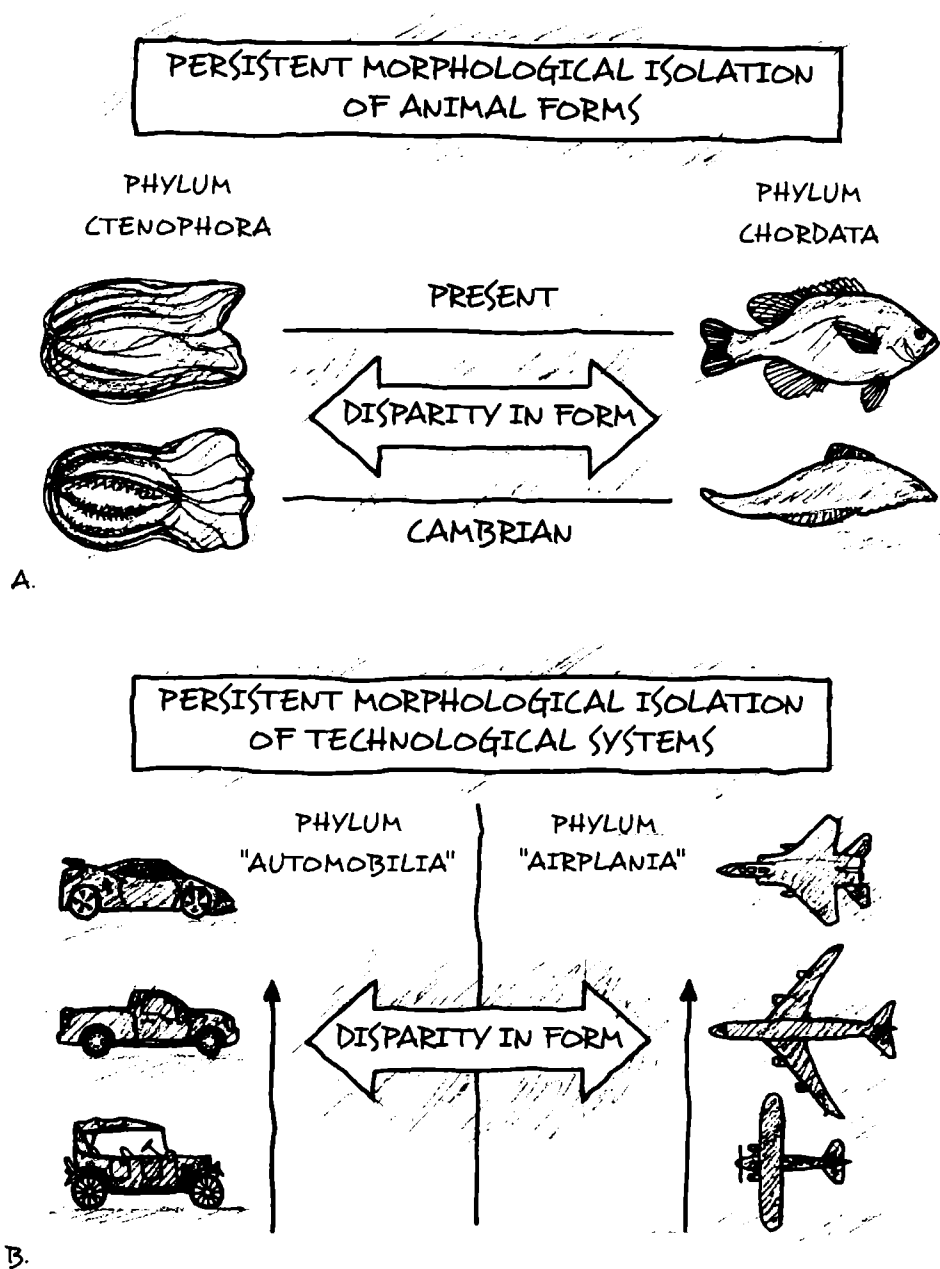 PERSISTENT MORPHOLOGICAL ISOLATION
OF ANIMAL FORMS
PHYLUM
CTENOPHORA
PHYLUM
CHORDATA
PRESENT
DISPARITY IN FORM
CAMBRIAN
A.
PERSISTENT MORPHOLOGICAL ISOLATION
OF TECHNOLOGICAL SYSTEMS
PHYLUM
"AUTOMOBILIA"
PHYLUM
"AIRPLANIA"
DISPARITY IN FORM
B.